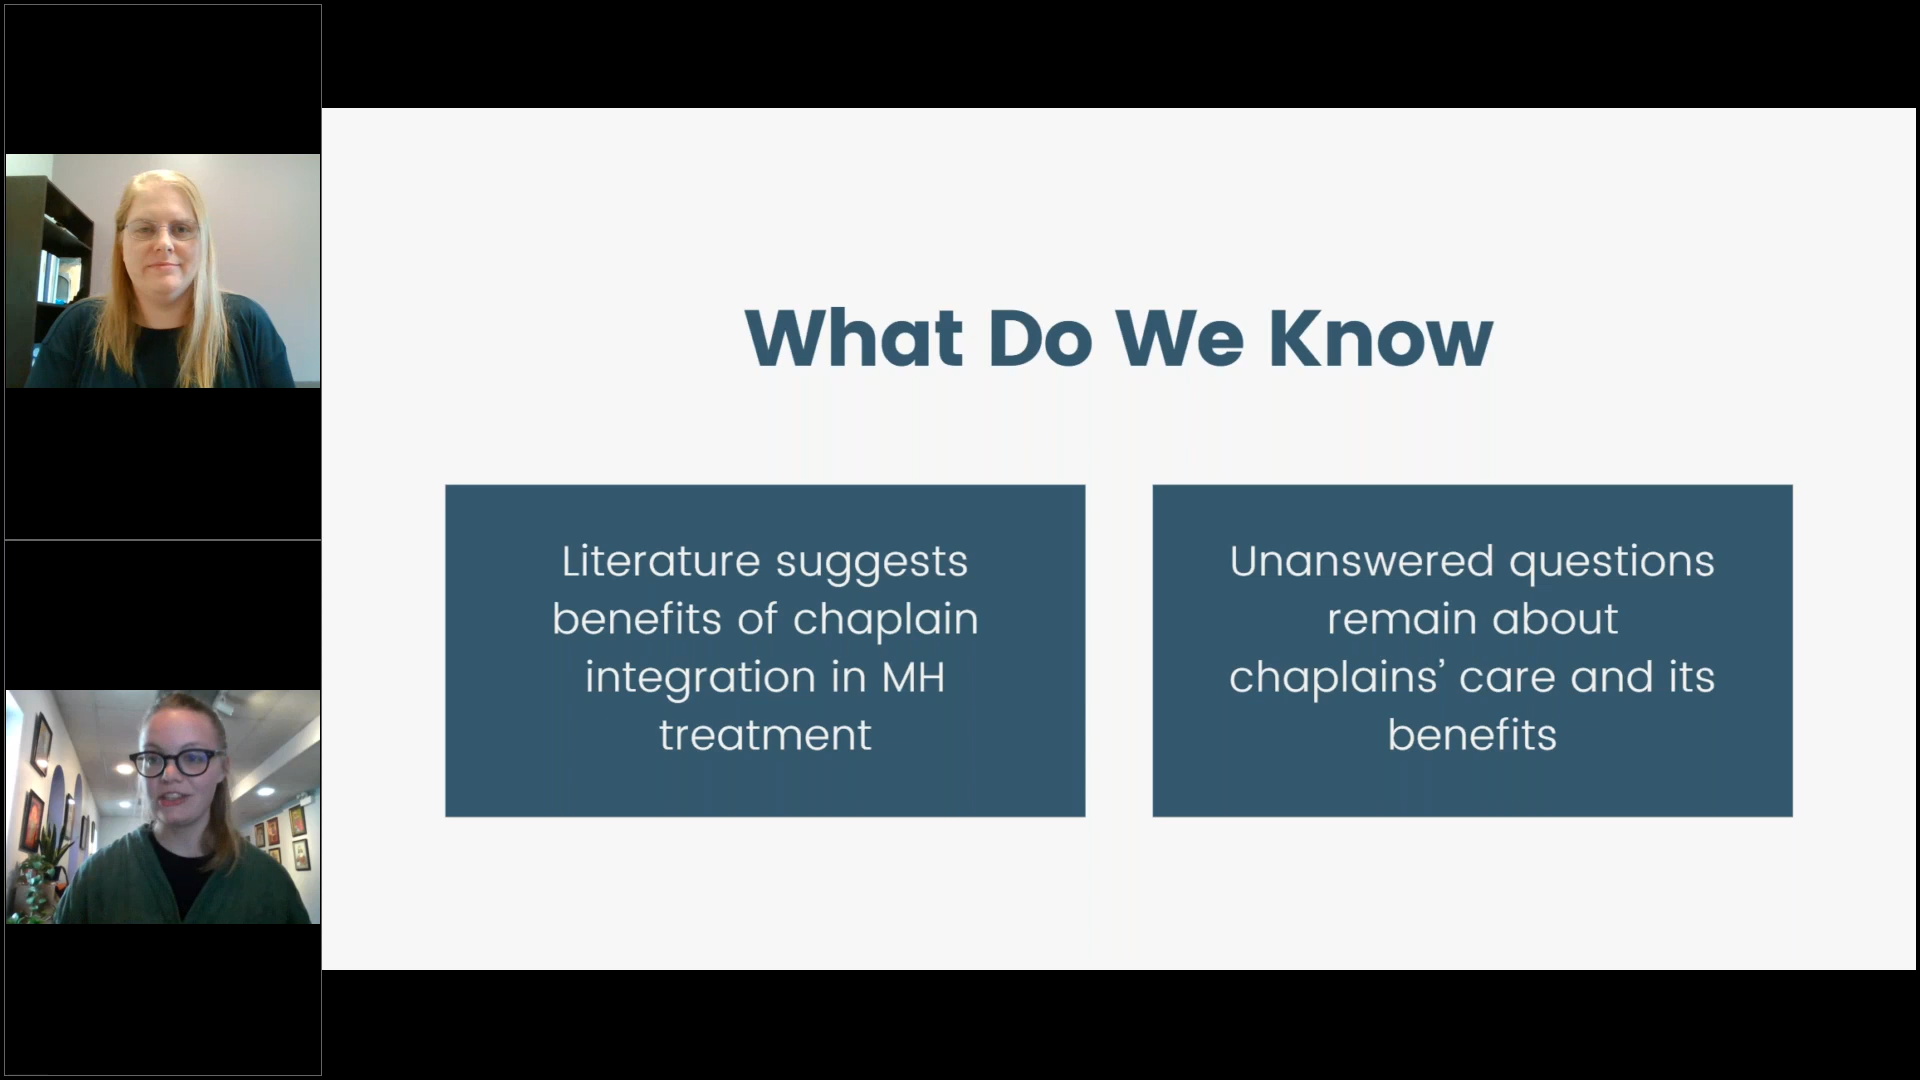 What Do We Know
Literature suggests
benefits of chaplain
integration in MH
treatment
Unanswered questions
remain about
chaplains’ care and its
benefits